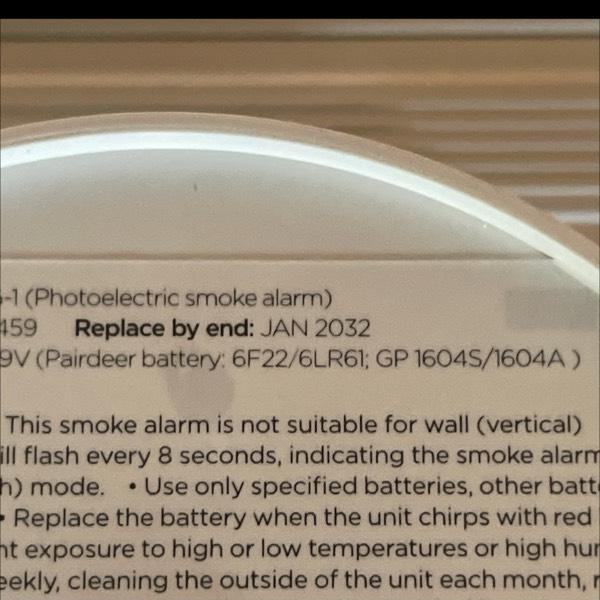 -1 (Photoelectric smoke alarm)
459 Replace by end: JAN 2032
9V (Pairdeer battery: 6F22/6LR61; GP 1604S/1604A )
This smoke alarm is not suitable for wall (vertical)
ill flash every 8 seconds, indicating the smoke alarm
h) mode. • Use only specified batteries, other batt
• Replace the battery when the unit chirps with red
nt exposure to high or low temperatures or high hu
eekly, cleaning the outside of the unit each month, r